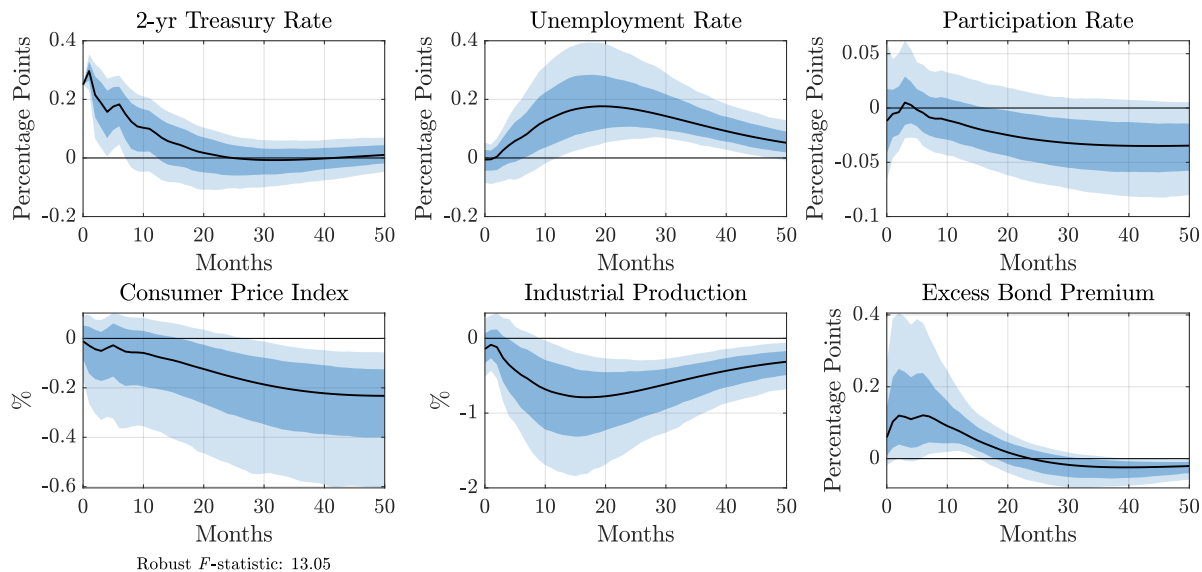 2-yr Treasury Rate
Percentage Points
0.4
0.2
0
-0.2
0 10 20 30 40 50
Months
Unemployment Rate
Percentage Points
0.4
0.2
0
-0.2
0 10 20 30 40 50
Months
Participation Rate
Percentage Points
0.05
0
-0.05
-0.1
0 10 20 30 40 50
Months
Consumer Price Index
%
0
-0.2
-0.4
-0.6
0 10 20 30 40 50
Months
Industrial Production
%
0
-1
-2
0 10 20 30 40 50
Months
Excess Bond Premium
Percentage Points
0.4
0.2
0
0 10 20 30 40 50
Months
Robust F-statistic: 13.05